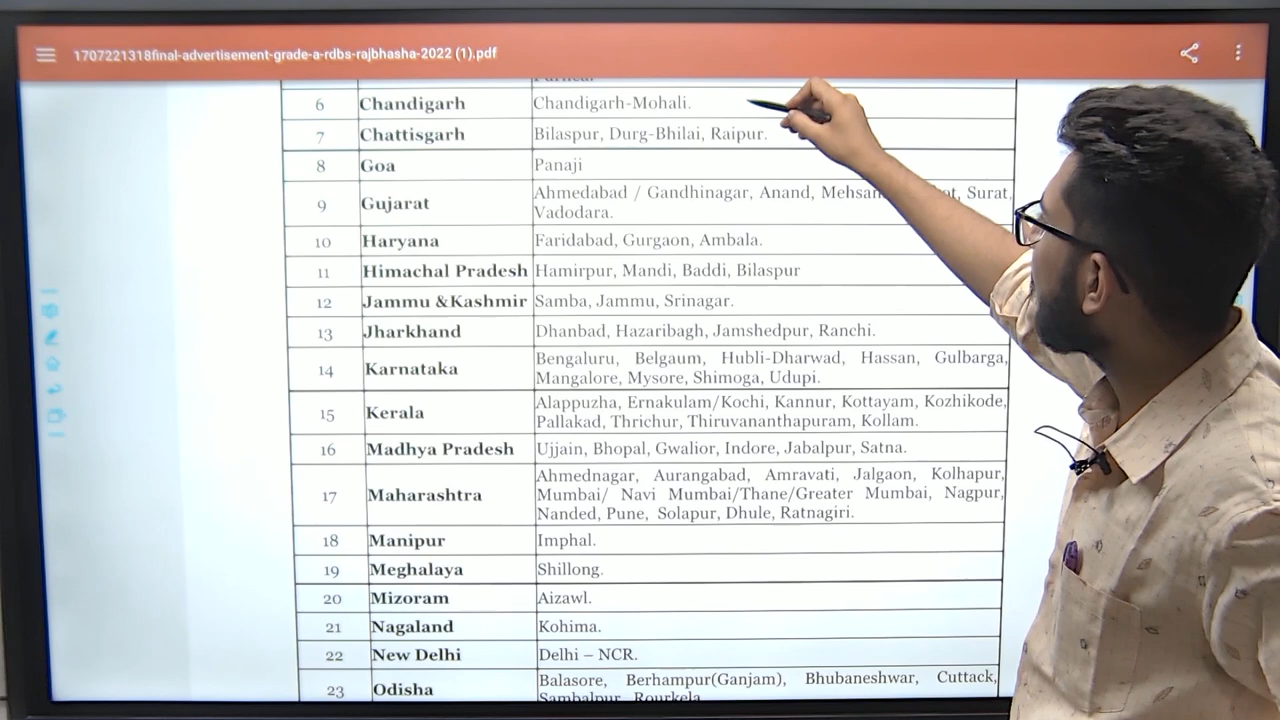 1707221318final-advertisement-grade-a-rdbs-rajbhasha-2022 (1).pdf
6 Chandigarh Chandigarh-Mohali.
7 Chattisgarh Bilaspur, Durg-Bhilai, Raipur.
8 Goa Panaji
9 Gujarat Ahmedabad / Gandhinagar, Anand, Surat,
Vadodara.
10 Haryana Faridabad, Gurgaon, Ambala.
11 Himachal Pradesh Hamirpur, Mandi, Baddi, Bilaspur
12 Jammu &Kashmir Samba, Jammu, Srinagar.
13 Jharkhand Dhanbad, Hazaribagh, Jamshedpur, Ranchi.
14 Karnataka Bengaluru, Belgaum, Hubli-Dharwad, Hassan, Gulbarga,
Mangalore, Mysore, Shimoga, Udupi.
15 Kerala Alappuzha, Ernakulam/Kochi, Kannur, Kottayam, Kozhikode,
Pallakad, Thrichur, Thiruvananthapuram, Kollam.
16 Madhya Pradesh Ujjain, Bhopal, Gwalior, Indore, Jabalpur, Satna.
17 Maharashtra Ahmednagar, Aurangabad, Amravati, Jalgaon, Kolhapur,
Mumbai/ Navi Mumbai/Thane/Greater Mumbai, Nagpur,
Nanded, Pune, Solapur, Dhule, Ratnagiri.
18 Manipur Imphal.
19 Meghalaya Shillong.
20 Mizoram Aizawl.
21 Nagaland Kohima.
22 New Delhi Delhi – NCR.
23 Odisha Balasore, Berhampur(Ganjam), Bhubaneshwar, Cuttack,
Sambalpur, Rourkela